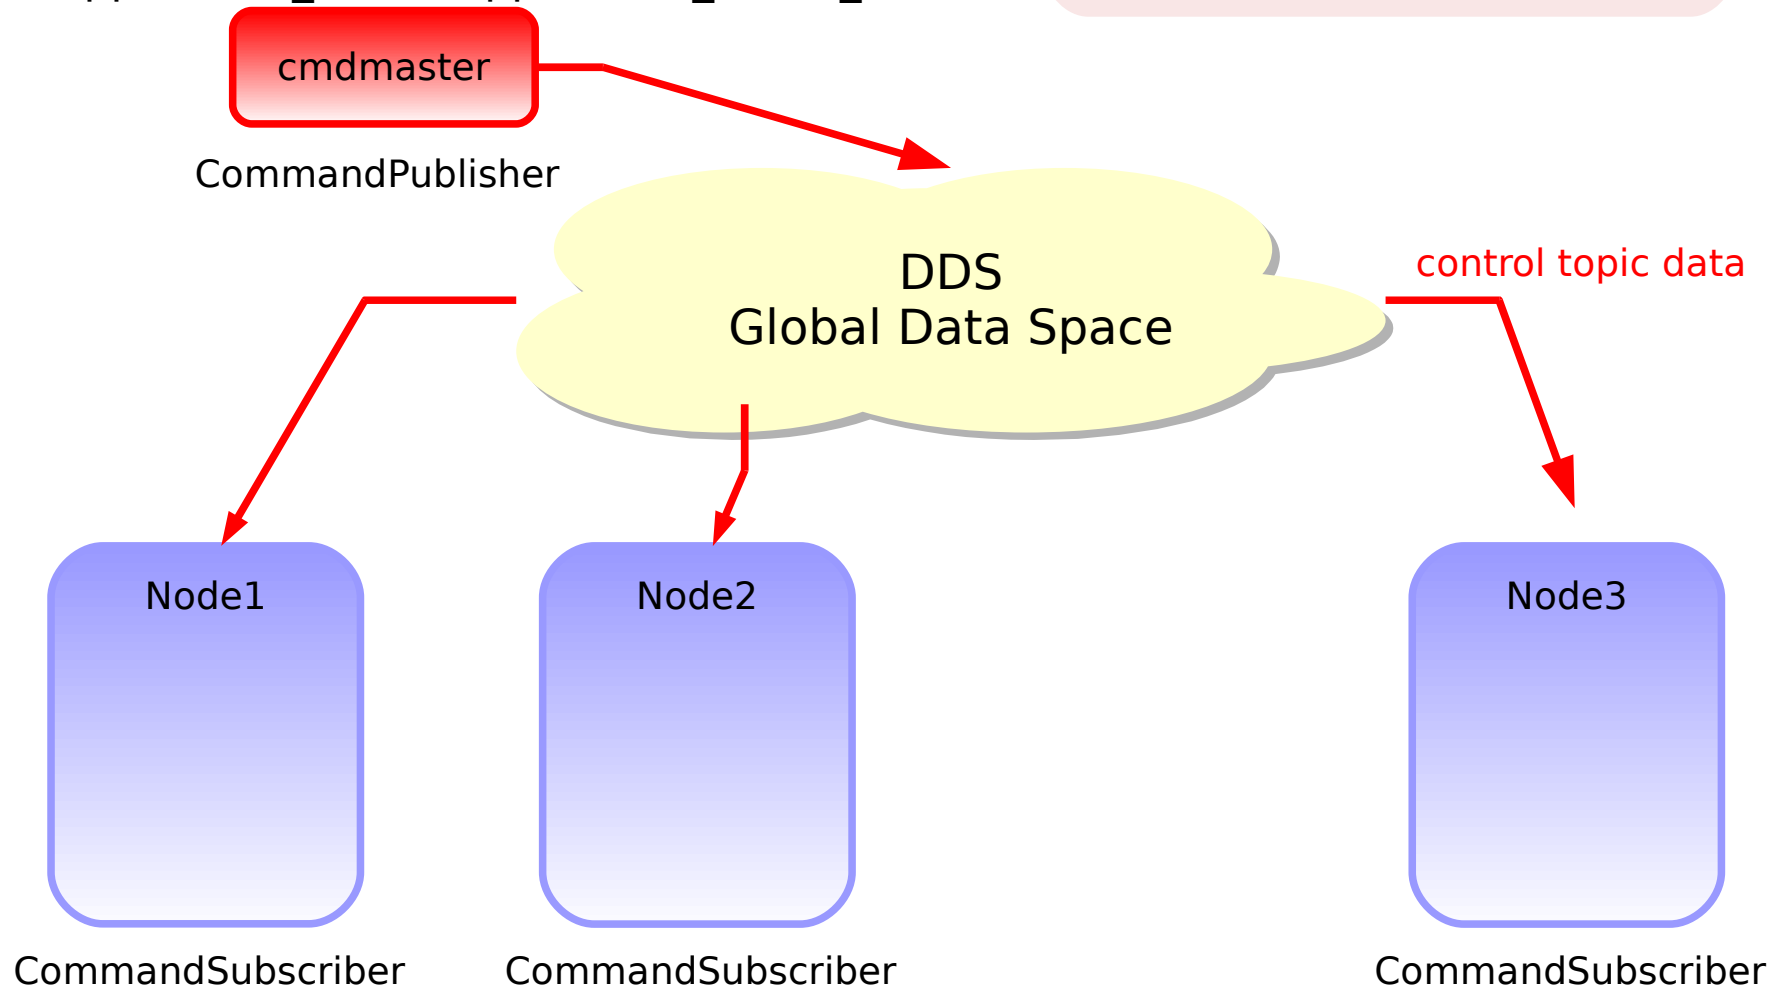 cmdmaster
CommandPublisher
DDS
Global Data Space
control topic data
Node1
Node2
Node3
CommandSubscriber
CommandSubscriber
CommandSubscriber